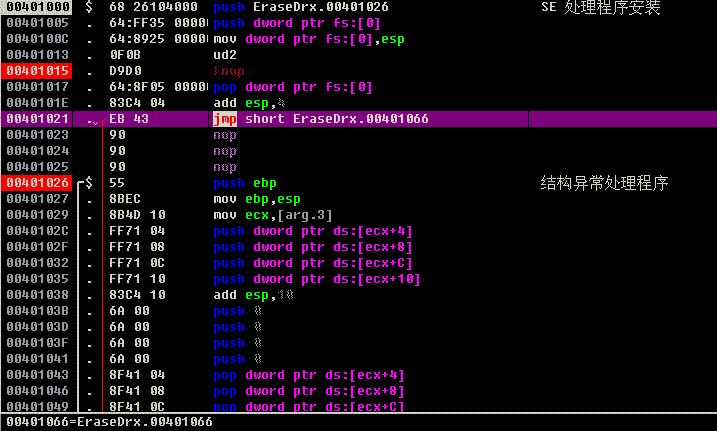 00401000 $ 68 26104000 push EraseDrx.00401026 SE 处理程序安装
00401005 . 64:FF35 00000 push dword ptr fs:[0]
0040100C . 64:8925 00000 mov dword ptr fs:[0],esp
00401013 . 0F0B ud2
00401015 . D9D0 fnop
00401017 . 64:8F05 00000 pop dword ptr fs:[0]
0040101E . 83C4 04 add esp,4
00401021 . EB 43 jmp short EraseDrx.00401066
00401023 90 nop
00401024 90 nop
00401025 90 nop
00401026 $ 55 push ebp 结构异常处理程序
00401027 . 8BEC mov ebp,esp
00401029 . 8B4D 10 mov ecx,[arg.3]
0040102C . FF71 04 push dword ptr ds:[ecx+4]
0040102F . FF71 08 push dword ptr ds:[ecx+8]
00401032 . FF71 0C push dword ptr ds:[ecx+C]
00401035 . FF71 10 push dword ptr ds:[ecx+10]
00401038 . 83C4 10 add esp,10
0040103B . 6A 00 push 0
0040103D . 6A 00 push 0
0040103F . 6A 00 push 0
00401041 . 6A 00 push 0
00401043 . 8F41 04 pop dword ptr ds:[ecx+4]
00401046 . 8F41 08 pop dword ptr ds:[ecx+8]
00401049 . 8F41 0C pop dword ptr ds:[ecx+C]
00401066=EraseDrx.00401066